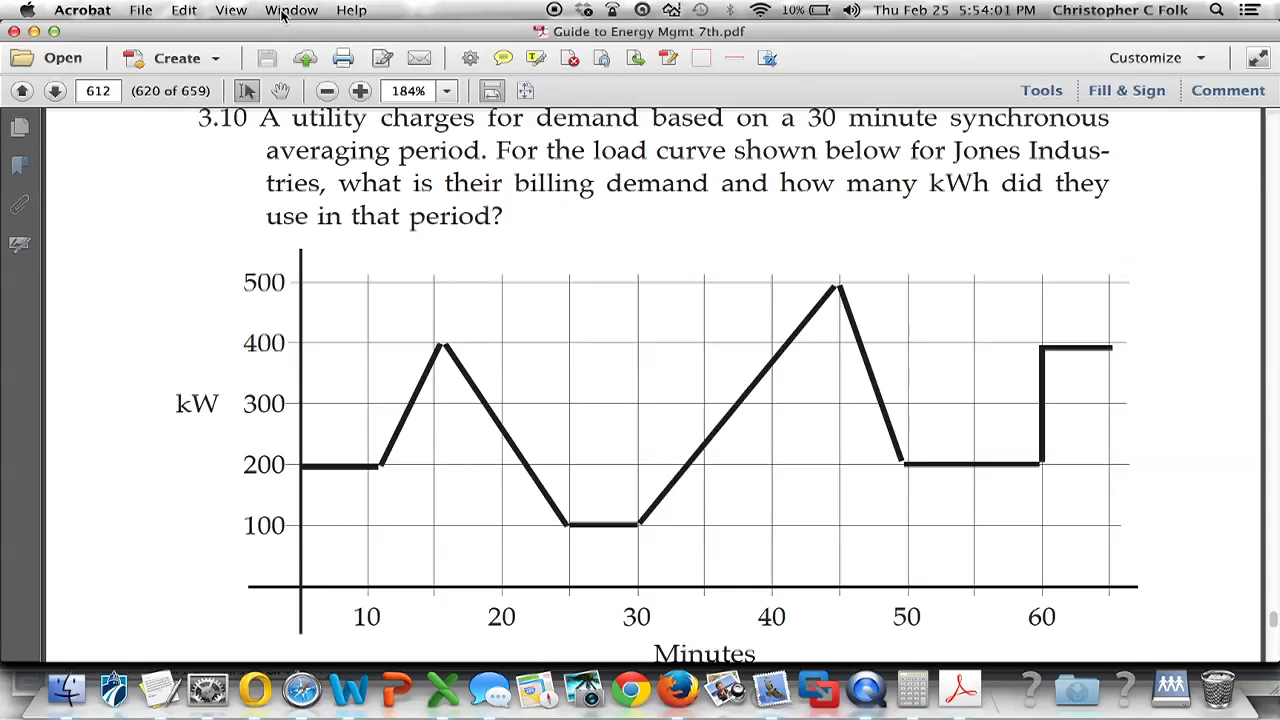 Acrobat File Edit View Window Help 10% Thu Feb 25 5:54:01 PM Christopher C Folk
Guide to Energy Mgmt 7th.pdf
Open Create Customize
612 (620 of 659) 184% Tools Fill & Sign Comment
3.10 A utility charges for demand based on a 30 minute synchronous
averaging period. For the load curve shown below for Jones Indus-
tries, what is their billing demand and how many kWh did they
use in that period?
500
400
kW 300
200
100
10 20 30 40 50 60
Minutes